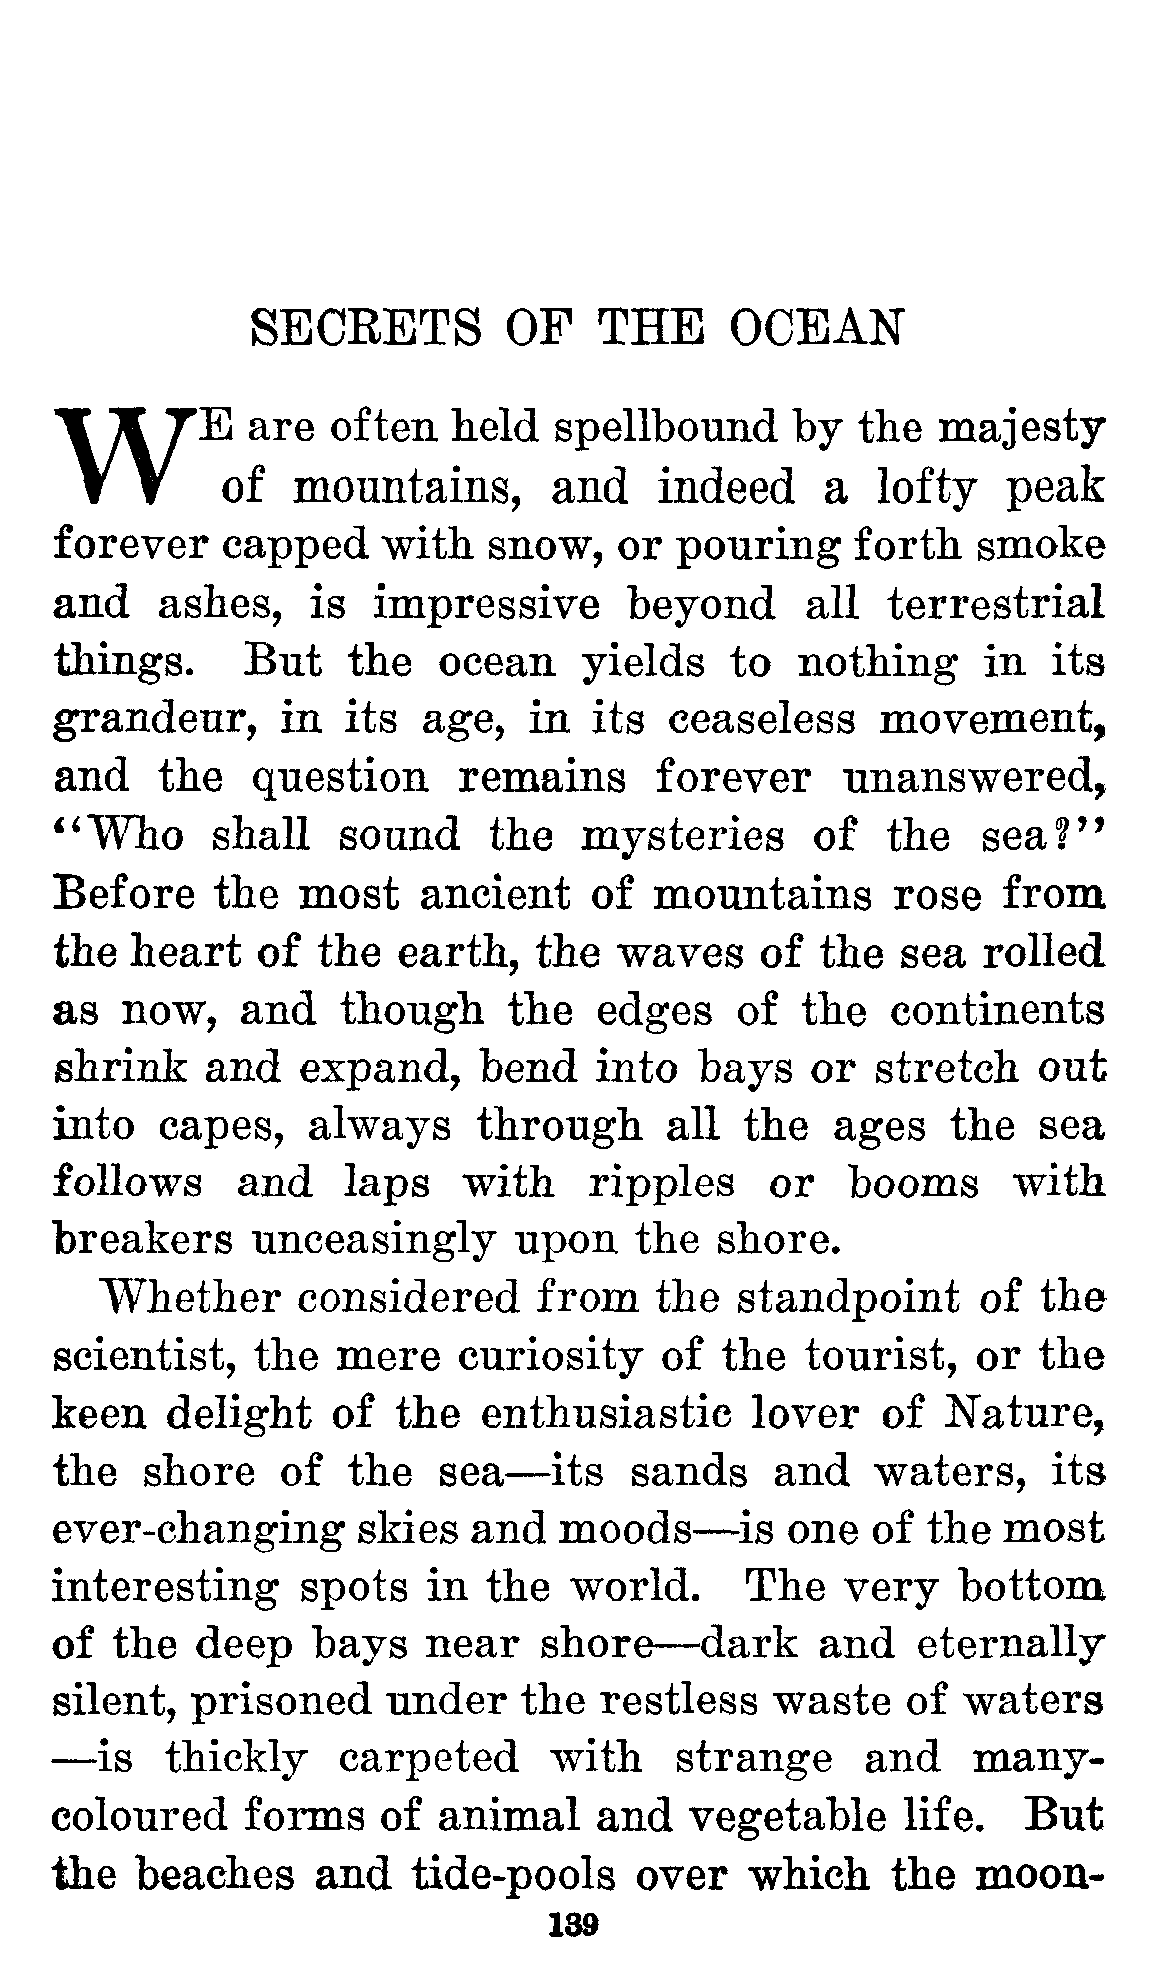 SECRETS OF THE OCEAN
WE are often held spellbound by the majesty
of mountains, and indeed a lofty peak
forever capped with snow, or pouring forth smoke
and ashes, is impressive beyond all terrestrial
things. But the ocean yields to nothing in its
grandeur, in its age, in its ceaseless movement,
and the question remains forever unanswered,
“Who shall sound the mysteries of the sea?”
Before the most ancient of mountains rose from
the heart of the earth, the waves of the sea rolled
as now, and though the edges of the continents
shrink and expand, bend into bays or stretch out
into capes, always through all the ages the sea
follows and laps with ripples or booms with
breakers unceasingly upon the shore.
Whether considered from the standpoint of the
scientist, the mere curiosity of the tourist, or the
keen delight of the enthusiastic lover of Nature,
the shore of the sea—its sands and waters, its
ever-changing skies and moods—is one of the most
interesting spots in the world. The very bottom
of the deep bays near shore—dark and eternally
silent, prisoned under the restless waste of waters
—is thickly carpeted with strange and many-
coloured forms of animal and vegetable life. But
the beaches and tide-pools over which the moon-
139